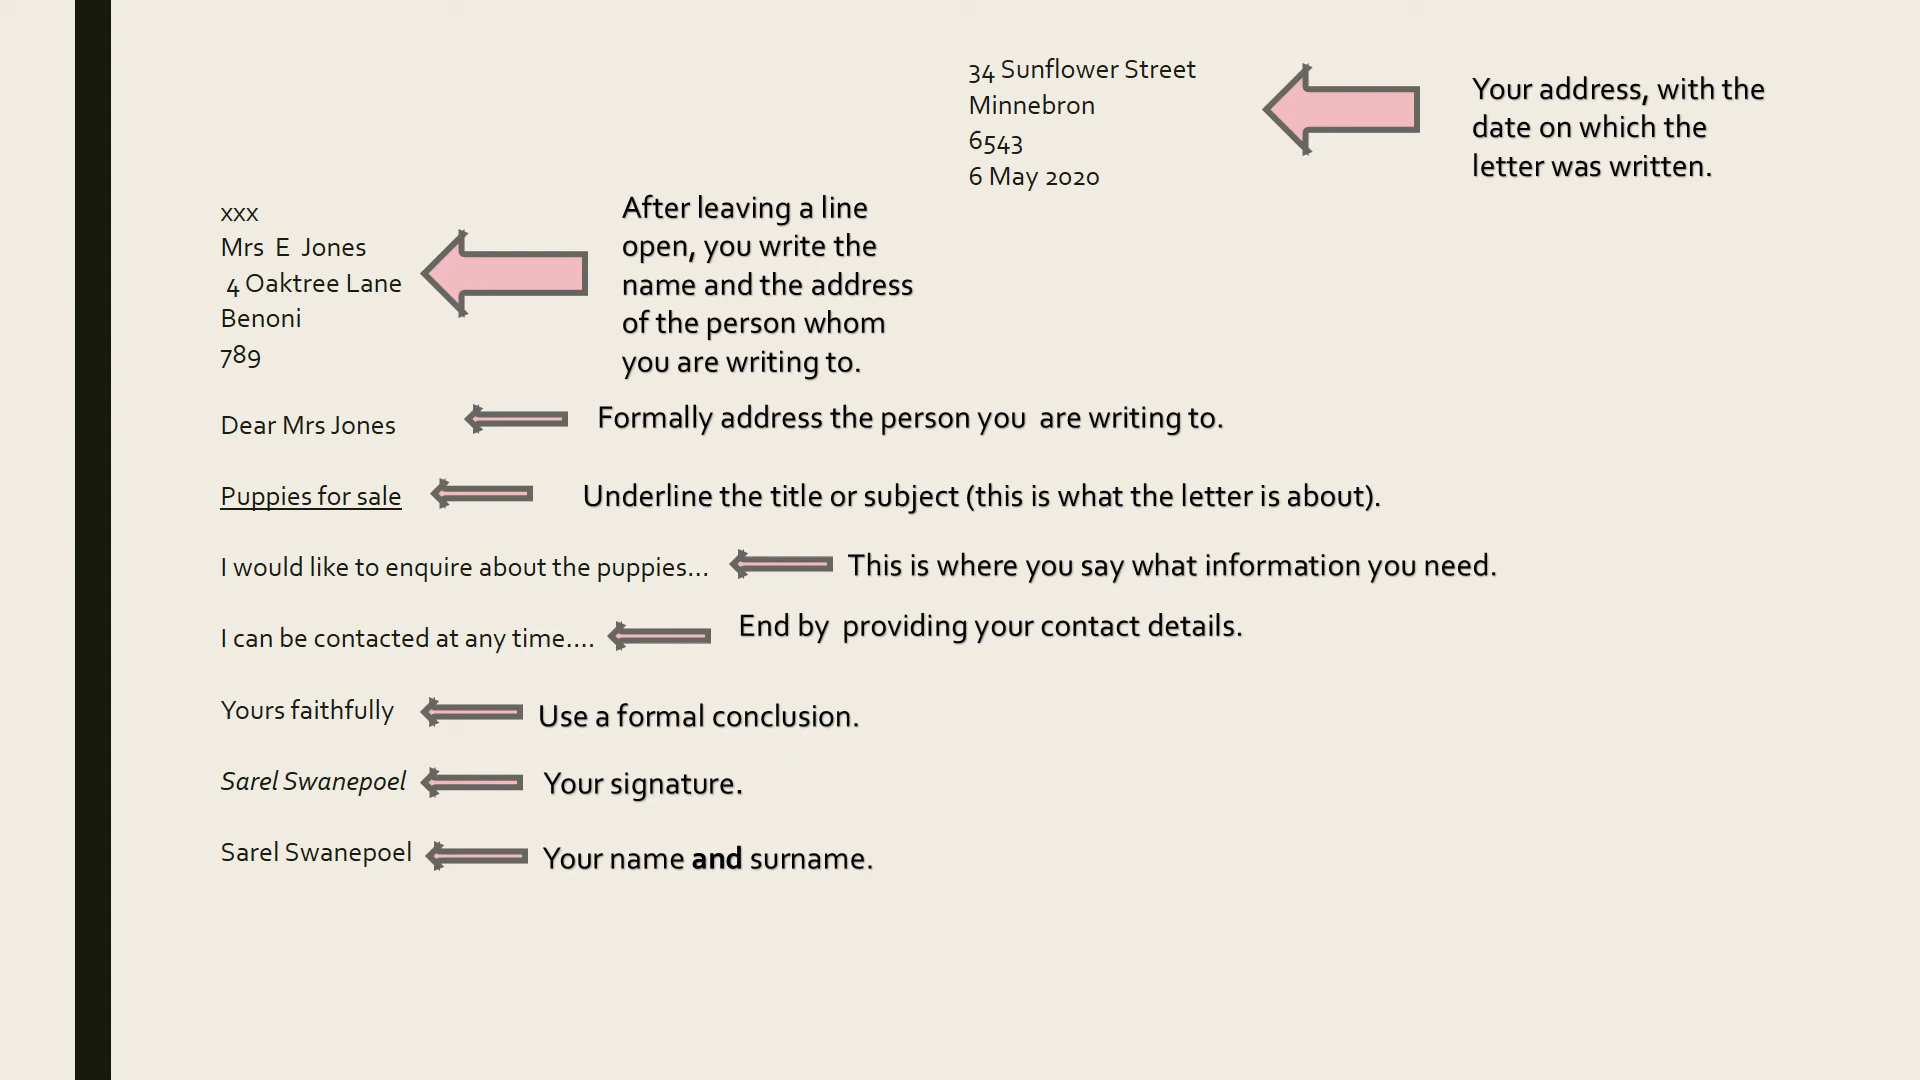 34 Sunflower Street
Minnebron
6543
6 May 2020
Your address, with the
date on which the
letter was written.
xxx
Mrs E Jones
4 Oaktree Lane
Benoni
789
After leaving a line
open, you write the
name and the address
of the person whom
you are writing to.
Dear Mrs Jones
Formally address the person you are writing to.
Puppies for sale
Underline the title or subject (this is what the letter is about).
I would like to enquire about the puppies...
This is where you say what information you need.
I can be contacted at any time....
End by providing your contact details.
Yours faithfully
Use a formal conclusion.
Sarel Swanepoel
Your signature.
Sarel Swanepoel
Your name and surname.